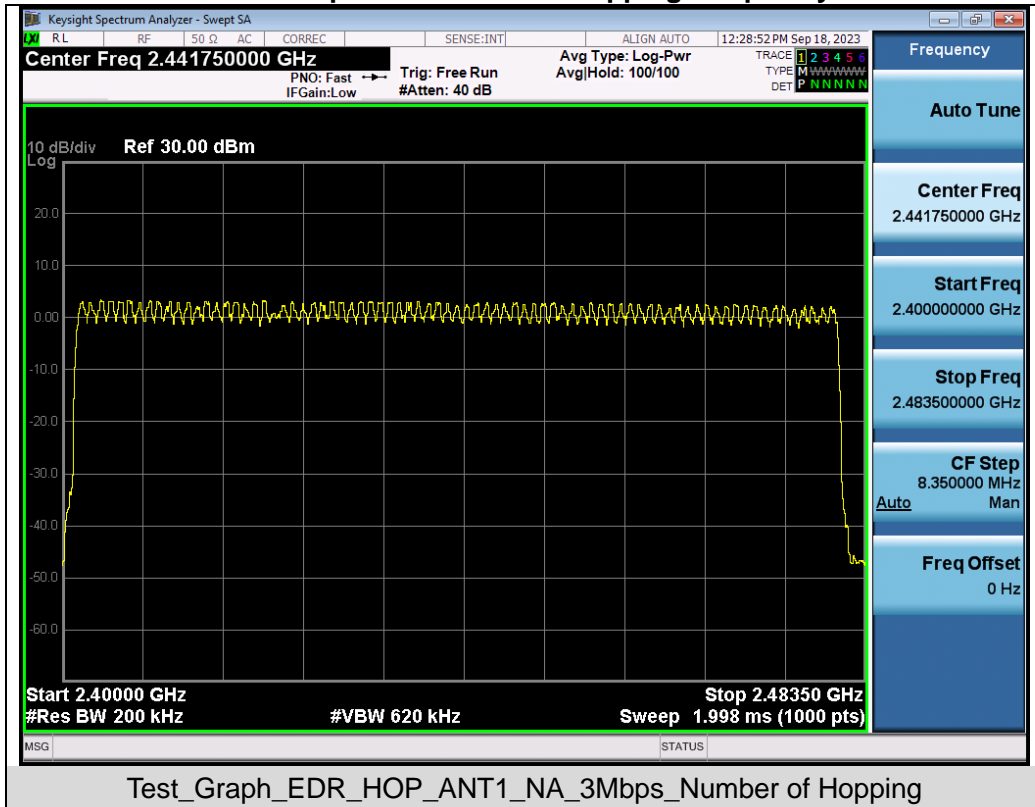 Keysight Spectrum Analyzer - Swept SA
LXI RL RF 50 Ω AC CORREC SENSE:INT ALIGN AUTO 12:28:52 PM Sep 18, 2023
Center Freq 2.441750000 GHz Avg Type: Log-Pwr TRACE 1 2 3 4 5 6
PNO: Fast Trig: Free Run Avg|Hold: 100/100 TYPE M WWWWW
IFGain:Low #Atten: 40 dB DET P N N N N N
10 dB/div Ref 30.00 dBm
Log
20.0
10.0
0.00
-10.0
-20.0
-30.0
-40.0
-50.0
-60.0
Start 2.40000 GHz Stop 2.48350 GHz
#Res BW 200 kHz #VBW 620 kHz Sweep 1.998 ms (1000 pts)
MSG STATUS
Frequency
Auto Tune
Center Freq
2.441750000 GHz
Start Freq
2.400000000 GHz
Stop Freq
2.483500000 GHz
CF Step
8.350000 MHz
Auto Man
Freq Offset
0 Hz
Test_Graph_EDR_HOP_ANT1_NA_3Mbps_Number of Hopping